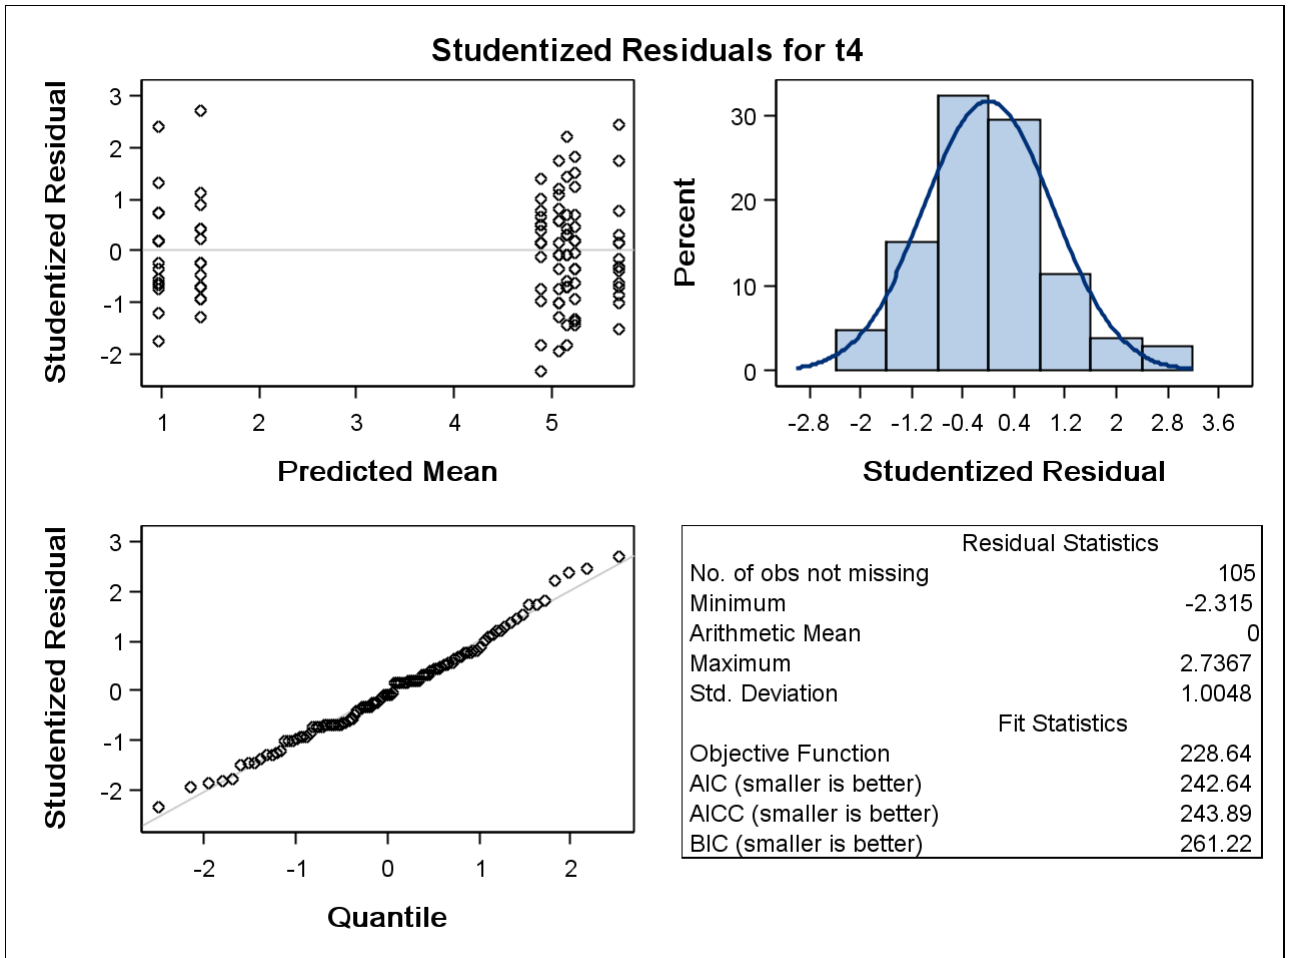 Studentized Residuals for t4
Studentized Residual
3
2
1
0
-1
-2
1 2 3 4 5
Predicted Mean
Percent
30
20
10
0
-2.8 -2 -1.2 -0.4 0.4 1.2 2 2.8 3.6
Studentized Residual
Studentized Residual
3
2
1
0
-1
-2
-2 -1 0 1 2
Quantile
Residual Statistics
No. of obs not missing 105
Minimum -2.315
Arithmetic Mean 0
Maximum 2.7367
Std. Deviation 1.0048
Fit Statistics
Objective Function 228.64
AIC (smaller is better) 242.64
AICC (smaller is better) 243.89
BIC (smaller is better) 261.22